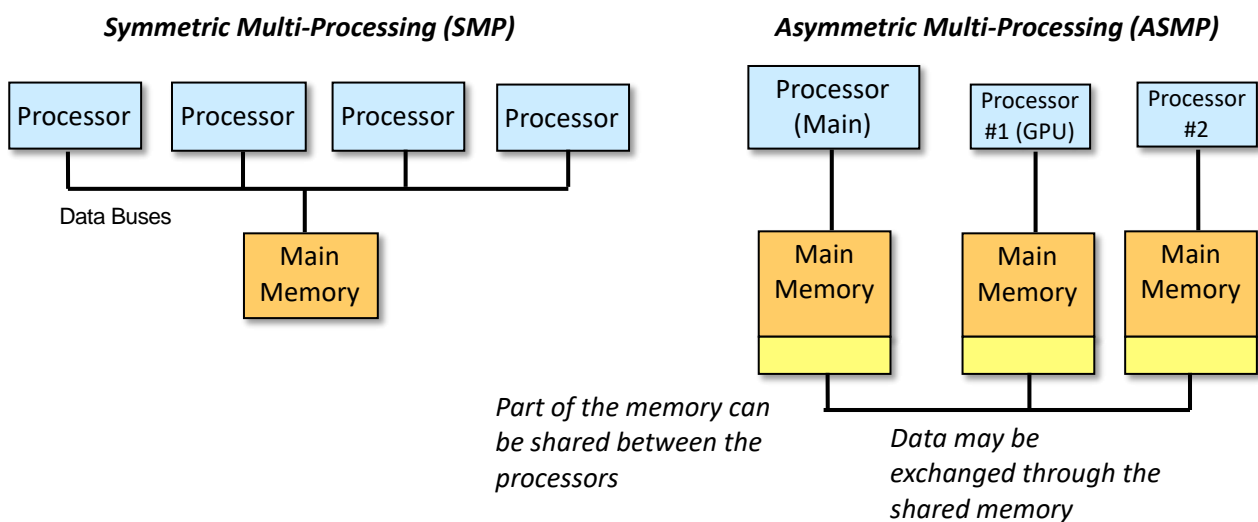 Symmetric Multi-Processing (SMP)
Processor
Processor
Processor
Processor
Data Buses
Main
Memory
Asymmetric Multi-Processing (ASMP)
Processor
(Main)
Processor
#1 (GPU)
Processor
#2
Main
Memory
Main
Memory
Main
Memory
Part of the memory can
be shared between the
processors
Data may be
exchanged through the
shared memory